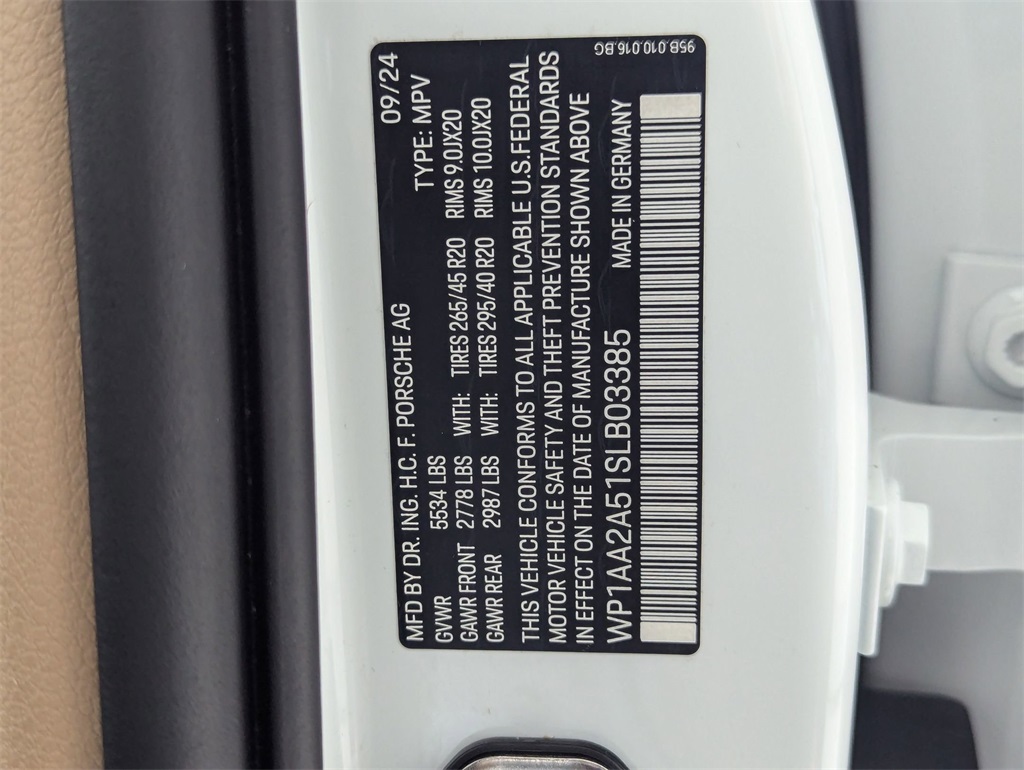 MFD BY DR. ING. H.C. F. PORSCHE AG 09/24
GVWR 5534 LBS TYPE: MPV
GAWR FRONT 2778 LBS WITH: TIRES 265/45 R20 RIMS 9.0JX20
GAWR REAR 2987 LBS WITH: TIRES 295/40 R20 RIMS 10.0JX20
THIS VEHICLE CONFORMS TO ALL APPLICABLE U.S.FEDERAL
MOTOR VEHICLE SAFETY AND THEFT PREVENTION STANDARDS
IN EFFECT ON THE DATE OF MANUFACTURE SHOWN ABOVE
WP1AA2A51SLB03385 MADE IN GERMANY
95B.010.016.BG